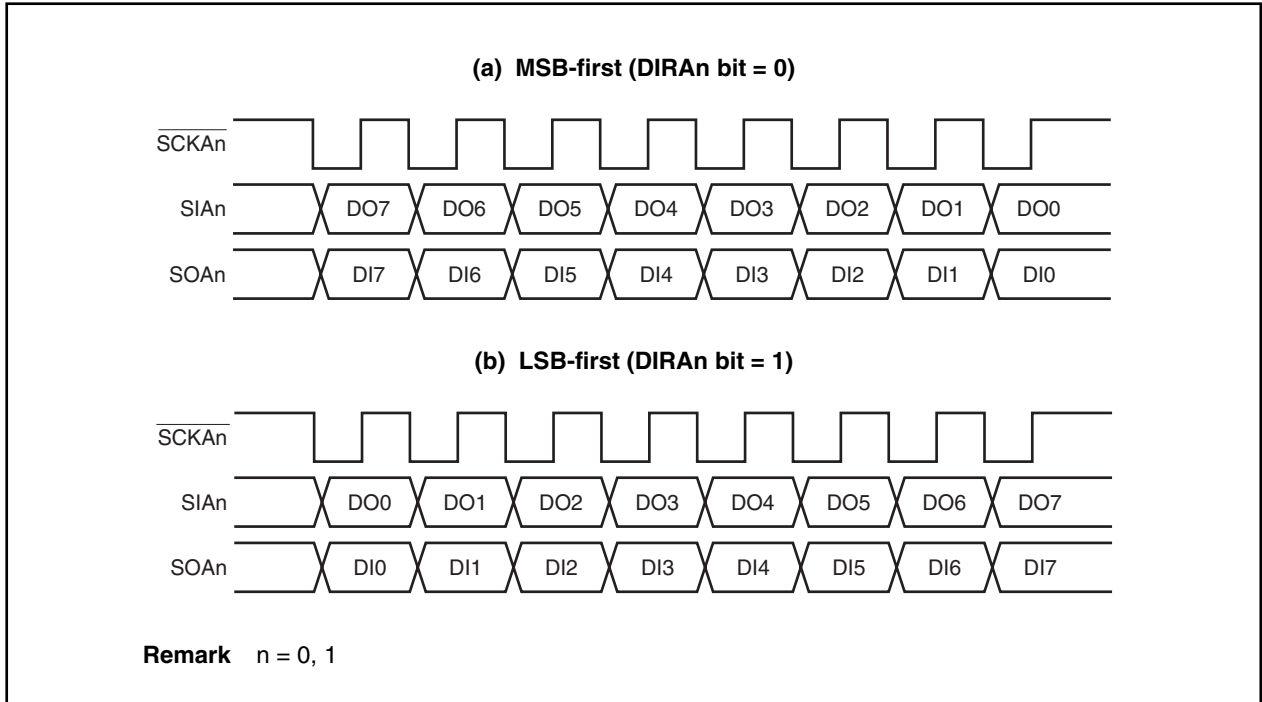 (a) MSB-first (DIRAn bit = 0)
SCKAn
SIAn DO7 DO6 DO5 DO4 DO3 DO2 DO1 DO0
SOAn DI7 DI6 DI5 DI4 DI3 DI2 DI1 DI0
(b) LSB-first (DIRAn bit = 1)
SCKAn
SIAn DO0 DO1 DO2 DO3 DO4 DO5 DO6 DO7
SOAn DI0 DI1 DI2 DI3 DI4 DI5 DI6 DI7
Remark n = 0, 1